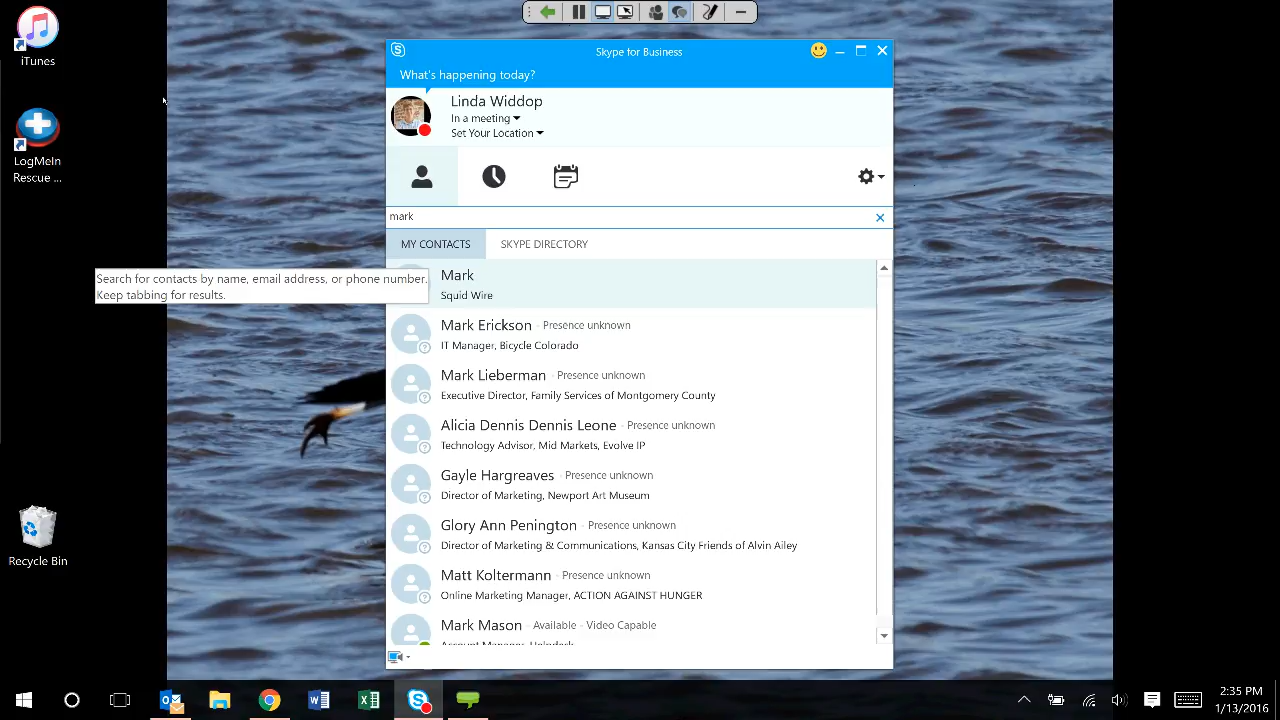 iTunes
LogMeIn
Rescue ...
Recycle Bin
Skype for Business
What's happening today?
Linda Widdop
In a meeting
Set Your Location
mark
MY CONTACTS SKYPE DIRECTORY
Search for contacts by name, email address, or phone number.
Keep tabbing for results.
Mark
Squid Wire
Mark Erickson - Presence unknown
IT Manager, Bicycle Colorado
Mark Lieberman - Presence unknown
Executive Director, Family Services of Montgomery County
Alicia Dennis Dennis Leone - Presence unknown
Technology Advisor, Mid Markets, Evolve IP
Gayle Hargreaves - Presence unknown
Director of Marketing, Newport Art Museum
Glory Ann Penington - Presence unknown
Director of Marketing & Communications, Kansas City Friends of Alvin Ailey
Matt Koltermann - Presence unknown
Online Marketing Manager, ACTION AGAINST HUNGER
Mark Mason - Available - Video Capable
Account Manager,
2:35 PM
1/13/2016